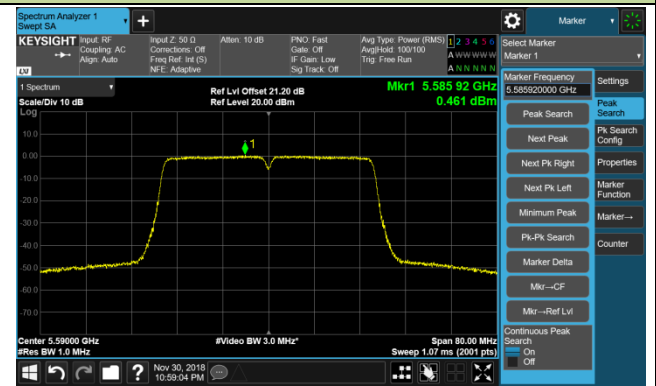 Spectrum Analyzer 1
Swept SA
+
Marker
KEYSIGHT
Input: RF
Coupling: AC
Align: Auto
Input Z: 50 Ω
Corrections: Off
Freq Ref: Int (S)
NFE: Adaptive
Atten: 10 dB
PNO: Fast
Gate: Off
IF Gain: Low
Sig Track: Off
Avg Type: Power (RMS)
Avg|Hold: 100/100
Trig: Free Run
1 2 3 4 5 6
A W W W W W
A N N N N N
LXI
Select Marker
Marker 1
1 Spectrum
Scale/Div 10 dB
Log
Ref Lvl Offset 21.20 dB
Ref Level 20.00 dBm
Mkr1 5.585 92 GHz
0.461 dBm
Marker Frequency
5.585920000 GHz
Settings
Peak Search
Next Peak
Next Pk Right
Next Pk Left
Minimum Peak
Pk-Pk Search
Marker Delta
Mkr→CF
Mkr→Ref Lvl
Continuous Peak
Search
On
Off
Peak
Search
Pk Search
Config
Properties
Marker
Function
Marker→
Counter
1
10.0
0.00
-10.0
-20.0
-30.0
-40.0
-50.0
-60.0
-70.0
Center 5.59000 GHz
#Res BW 1.0 MHz
#Video BW 3.0 MHz*
Span 80.00 MHz
Sweep 1.07 ms (2001 pts)
?
Nov 30, 2018
10:59:04 PM